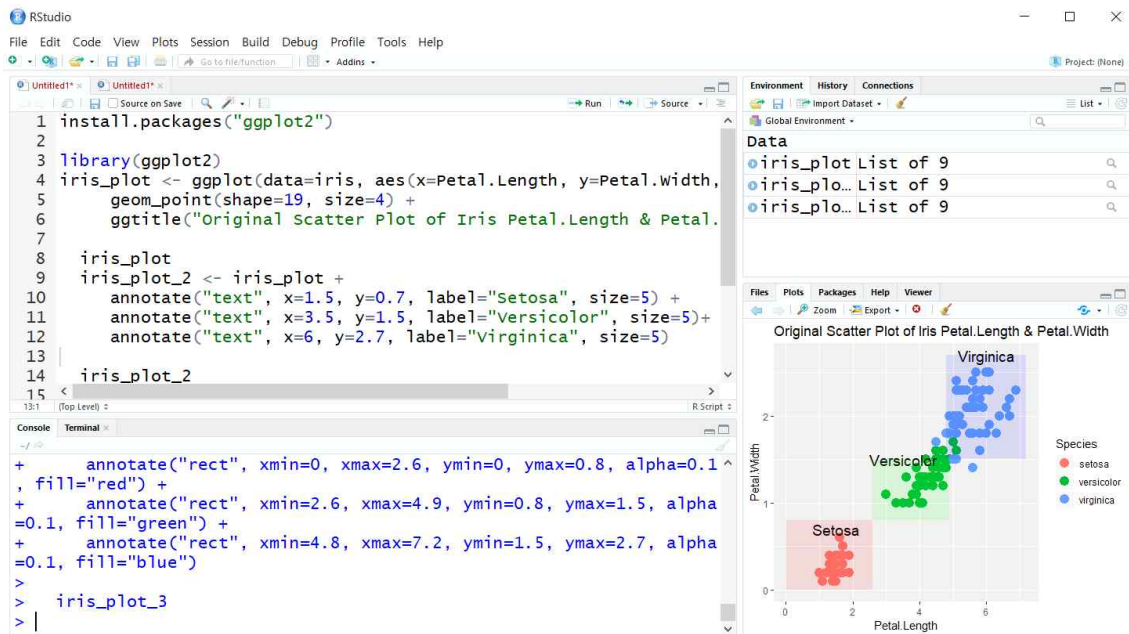 RStudio
File Edit Code View Plots Session Build Debug Profile Tools Help
Go to file/function Addins Project: (None)
Untitled1* Untitled1*
Source on Save Run Source
1 install.packages("ggplot2")
2
3 library(ggplot2)
4 iris_plot <- ggplot(data=iris, aes(x=Petal.Length, y=Petal.Width,
5 geom_point(shape=19, size=4) +
6 ggtitle("Original Scatter Plot of Iris Petal.Length & Petal.
7
8 iris_plot
9 iris_plot_2 <- iris_plot +
10 annotate("text", x=1.5, y=0.7, label="Setosa", size=5) +
11 annotate("text", x=3.5, y=1.5, label="Versicolor", size=5)+
12 annotate("text", x=6, y=2.7, label="Virginica", size=5)
13
14 iris_plot_2
15
13:1 (Top Level) R Script
Console Terminal
~/
+ annotate("rect", xmin=0, xmax=2.6, ymin=0, ymax=0.8, alpha=0.1
, fill="red") +
+ annotate("rect", xmin=2.6, xmax=4.9, ymin=0.8, ymax=1.5, alpha
=0.1, fill="green") +
+ annotate("rect", xmin=4.8, xmax=7.2, ymin=1.5, ymax=2.7, alpha
=0.1, fill="blue")
>
> iris_plot_3
>
Environment History Connections
Import Dataset List
Global Environment
Data
iris_plot List of 9
iris_plo… List of 9
iris_plo… List of 9
Files Plots Packages Help Viewer
Zoom Export
Original Scatter Plot of Iris Petal.Length & Petal.Width
Virginica
Versicolor
Setosa
Petal.Width
2
1
0
0 2 4 6
Petal.Length
Species
setosa
versicolor
virginica